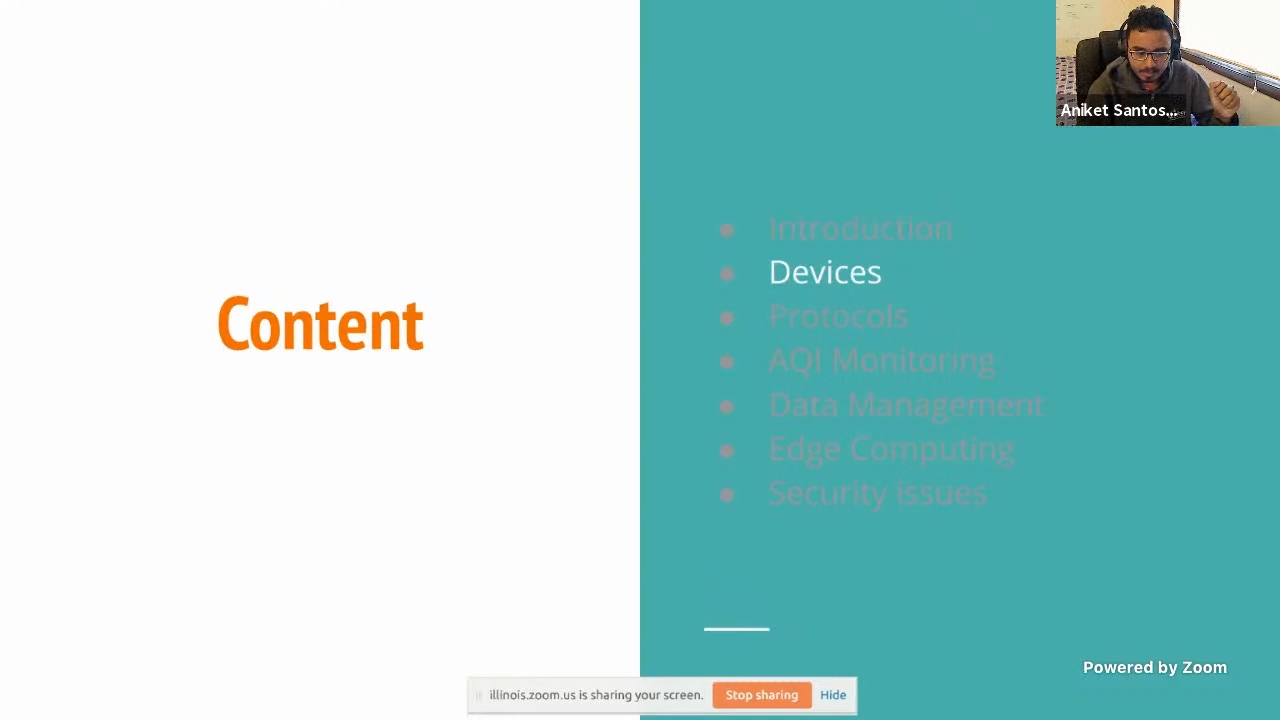 Aniket Santos...
Content
Introduction
Devices
Protocols
AQI Monitoring
Data Management
Edge Computing
Security issues
Powered by Zoom
illinois.zoom.us is sharing your screen.
Stop sharing
Hide